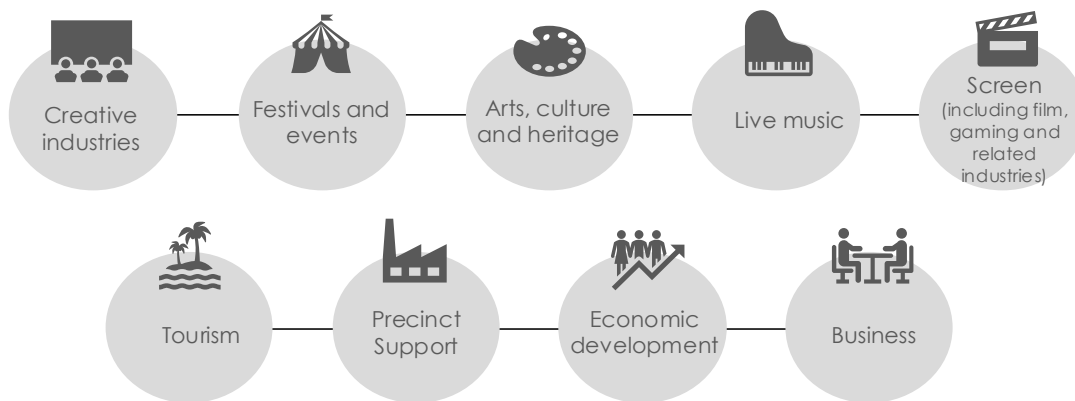 Creative
industries
Festivals and
events
Arts, culture
and heritage
Live music
Screen
(including film,
gaming and
related
industries)
Tourism
Precinct
Support
Economic
development
Business